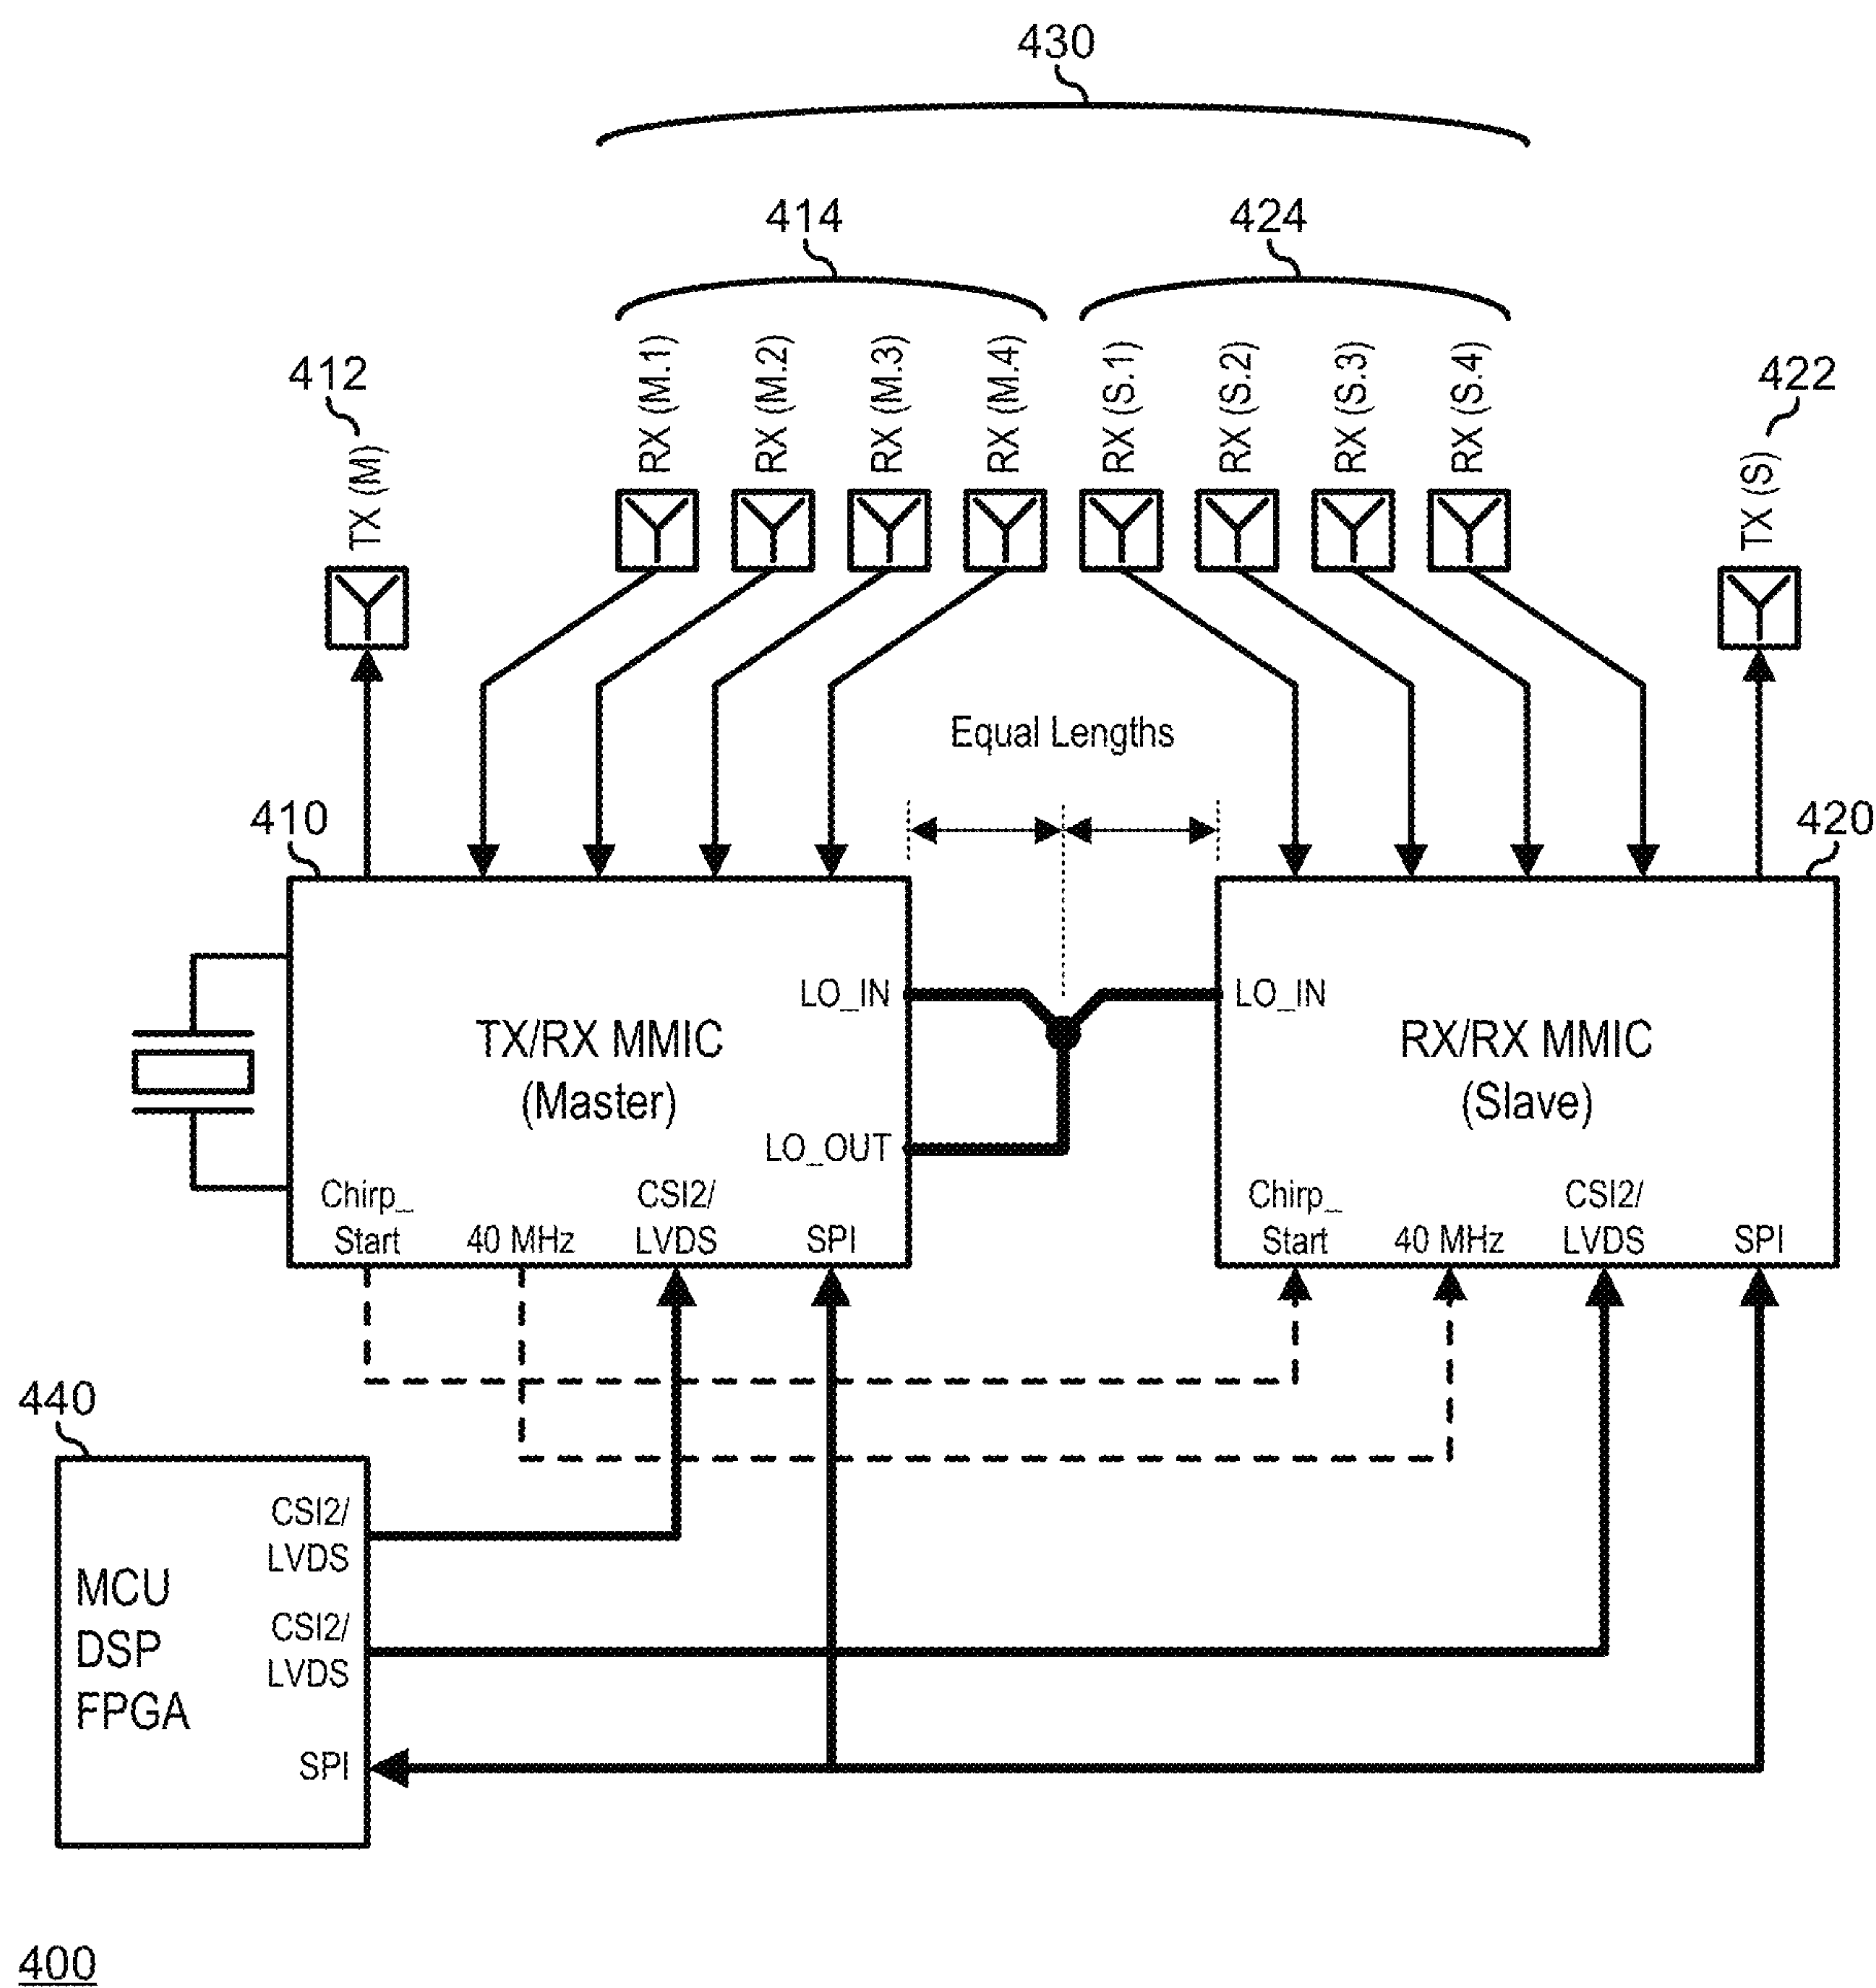 430
414
424
412
TX (M)
RX (M.1)
RX (M.2)
RX (M.3)
RX (M.4)
RX (S.1)
RX (S.2)
RX (S.3)
RX (S.4)
422
TX (S)
Equal Lengths
410
420
LO_IN
TX/RX MMIC
(Master)
LO_OUT
Chirp_
Start
40 MHz
CSI2/
LVDS
SPI
LO_IN
RX/RX MMIC
(Slave)
Chirp_
Start
40 MHz
CSI2/
LVDS
SPI
440
MCU
DSP
FPGA
CSI2/
LVDS
CSI2/
LVDS
SPI
400